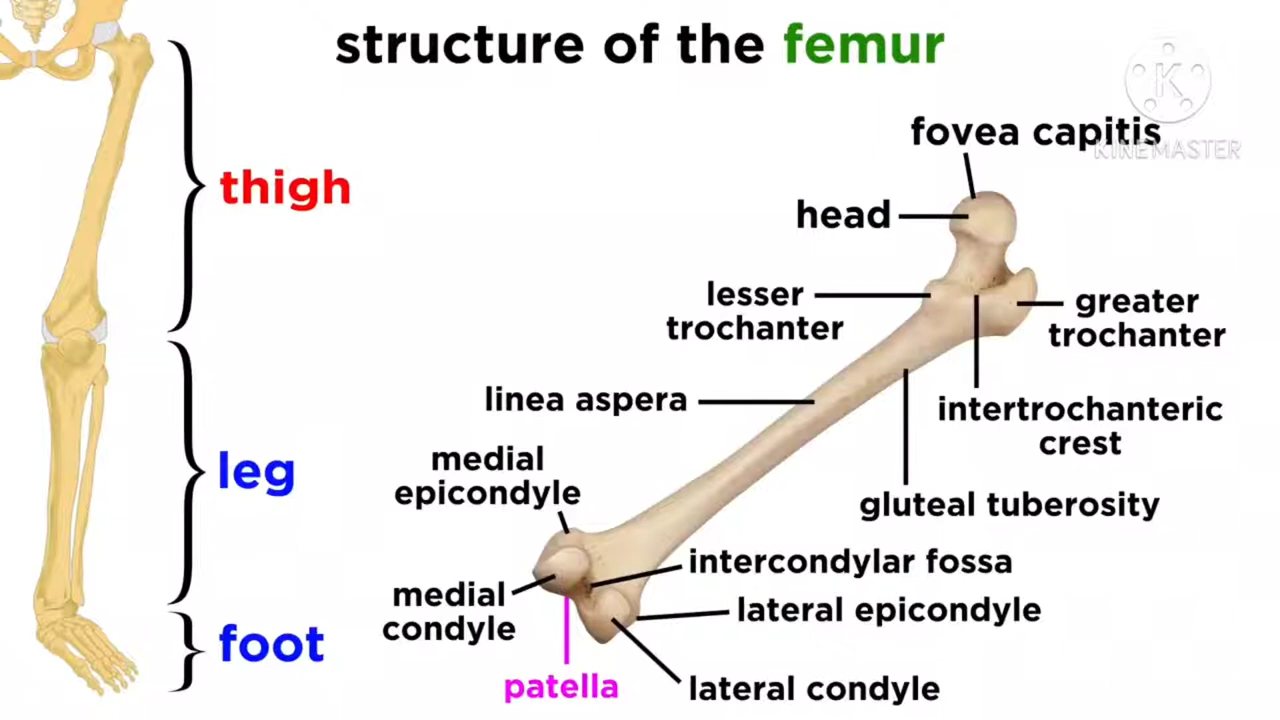 structure of the femur
K
KINEMASTER
fovea capitis
head
thigh
lesser
trochanter
greater
trochanter
linea aspera
intertrochanteric
crest
medial
epicondyle
leg
gluteal tuberosity
intercondylar fossa
medial
condyle
lateral epicondyle
foot
patella
lateral condyle